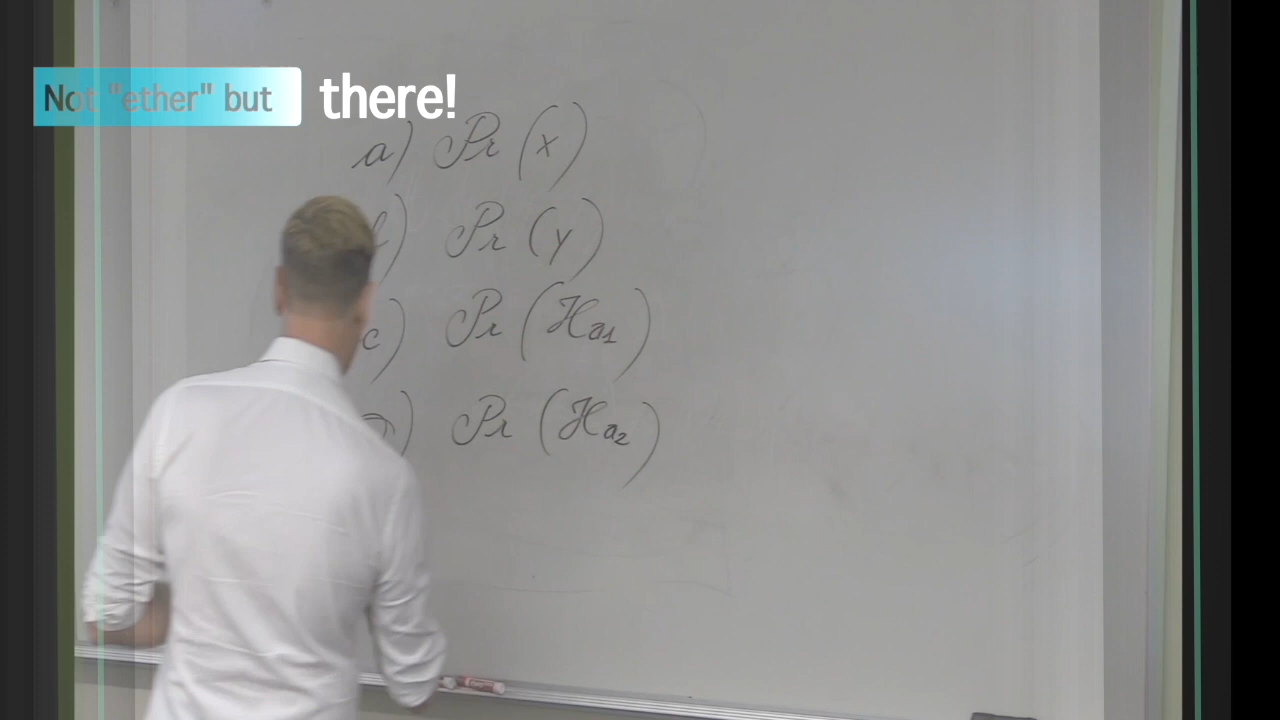 Not "ether" but there!
a) Pr (x)
b) Pr (y)
c) Pr (Ha1)
d) Pr (Ha2)